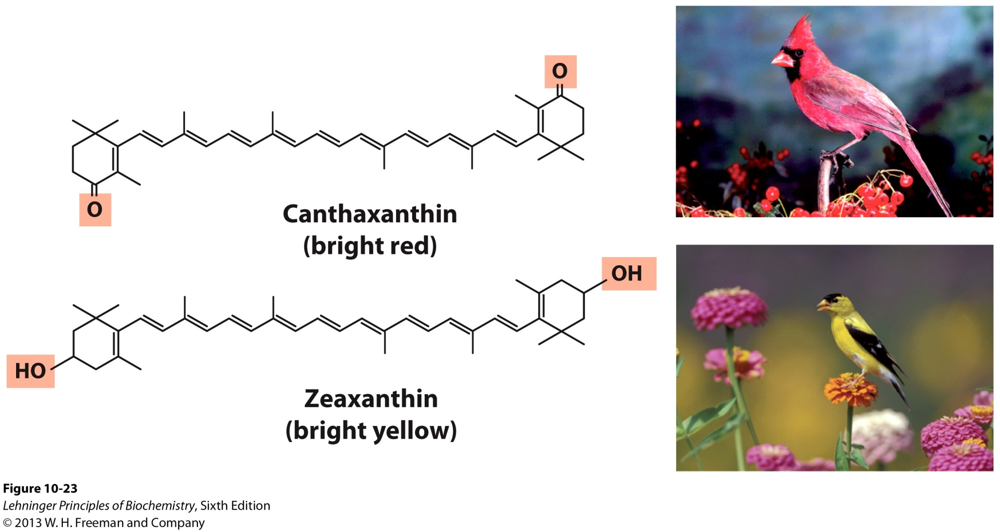 O
O
Canthaxanthin
(bright red)
OH
HO
Zeaxanthin
(bright yellow)
Figure 10-23
Lehninger Principles of Biochemistry, Sixth Edition
© 2013 W. H. Freeman and Company